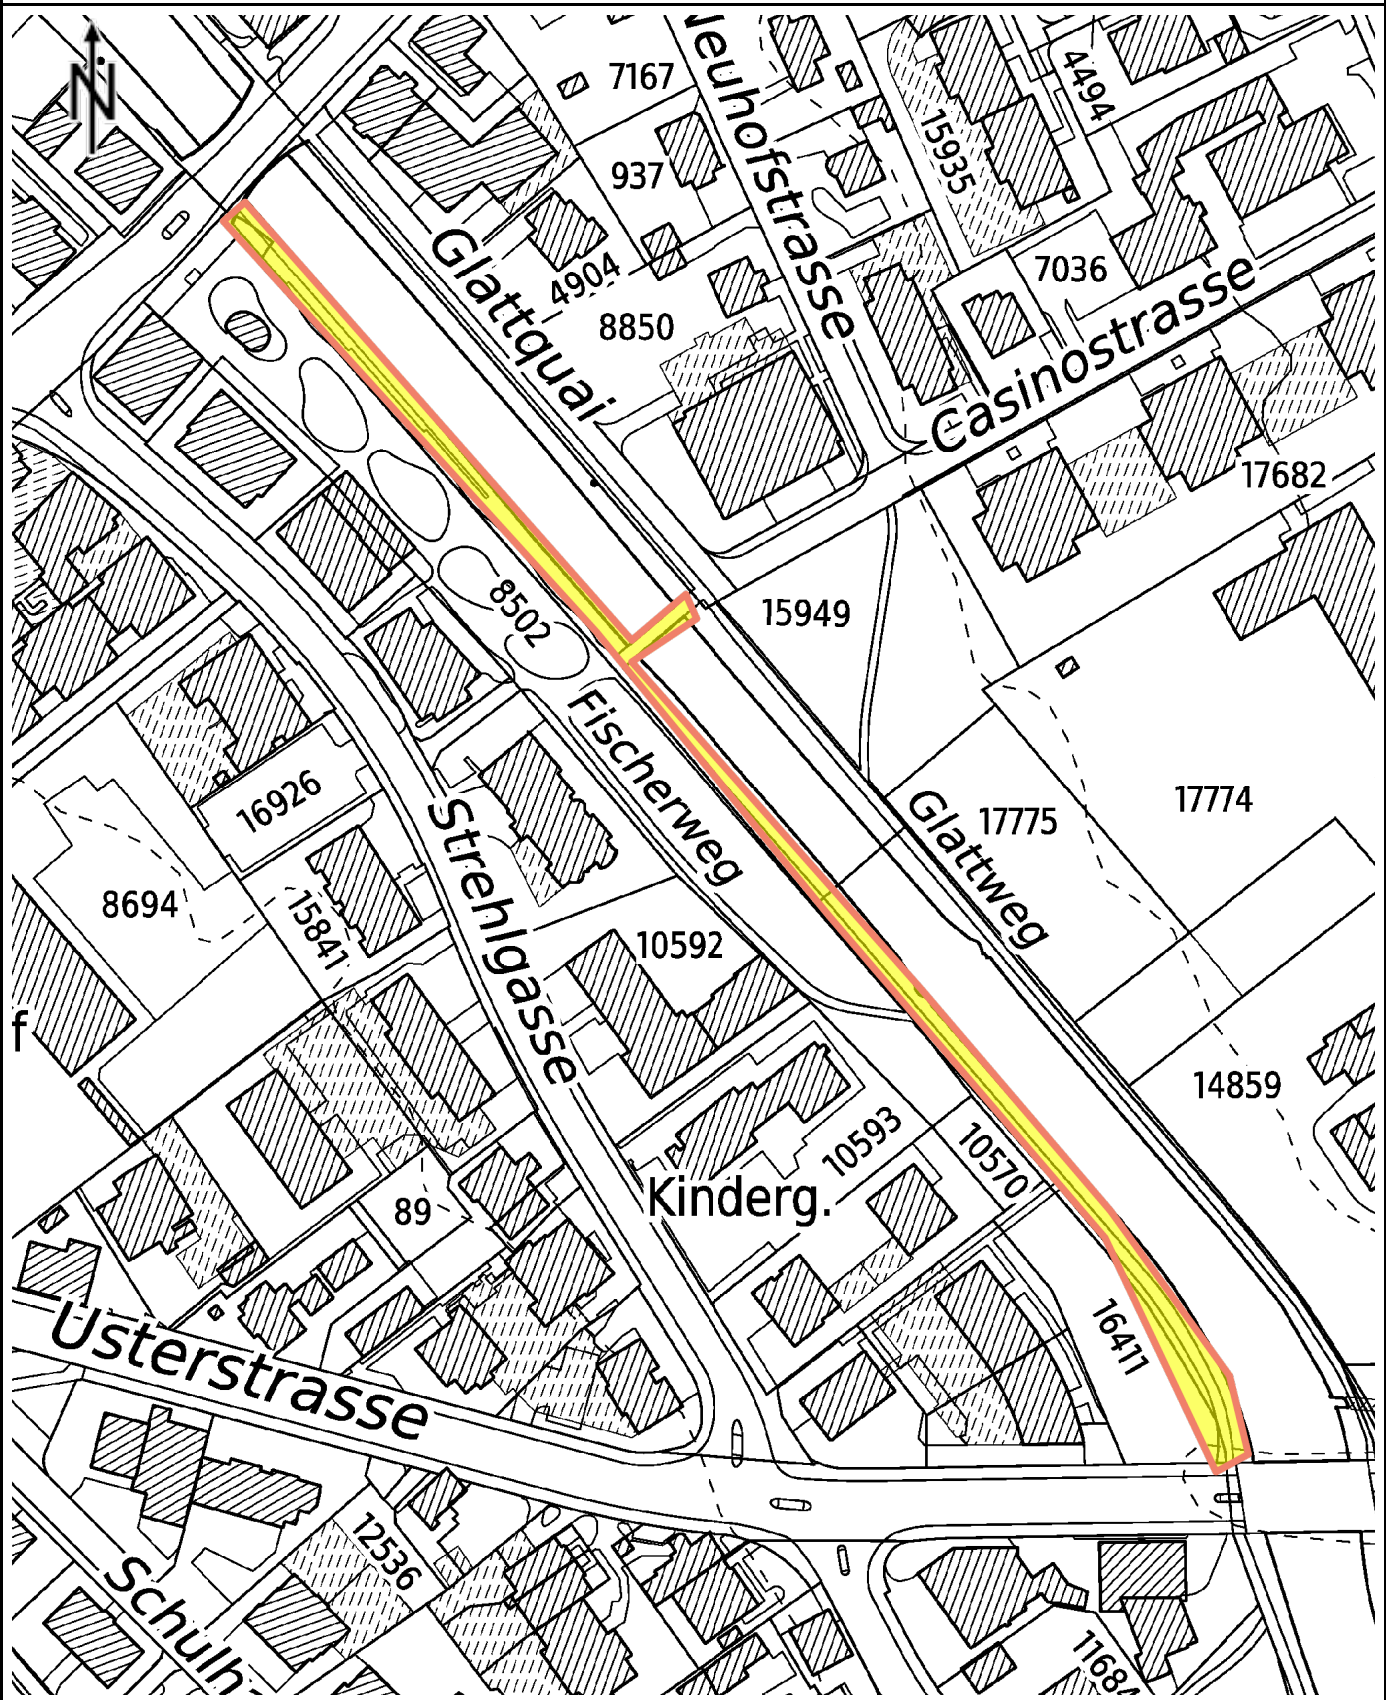 N
7167
Neuhofstrasse
4494
15935
937
Glattquai
4904
7036
8850
Casinostrasse
17682
8502
15949
Fischerweg
16926
Strehlgasse
Glattweg
17775
17774
8694
15841
10592
f
14859
10593
10570
Kinderg.
89
16411
Usterstrasse
12536
Schulh
11684